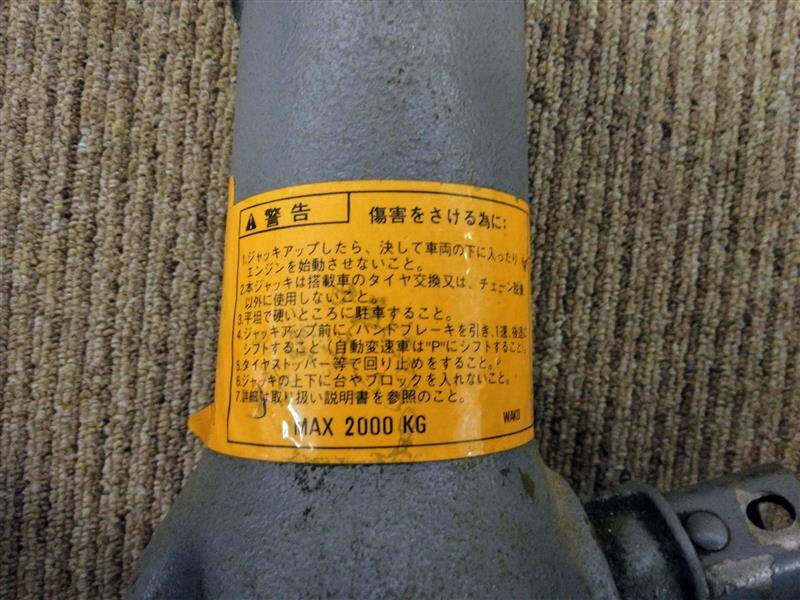 警告 傷害をさける為に:
1.ジャッキアップしたら、決して車両の下に入ったり
エンジンを始動させないこと。
2.本ジャッキは搭載車のタイヤ交換又は、チェーン脱着
以外に使用しないこと。
3.平坦で硬いところに駐車すること。
4.ジャッキアップ前に、ハンドブレーキを引き、1速、後退に
シフトすること(自動変速車は"P"にシフトすること)。
5.タイヤストッパー等で回り止めをすること。
6.ジャッキの上下に台やブロックを入れないこと。
7.詳細は取り扱い説明書を参照のこと。
MAX 2000 KG WAKO